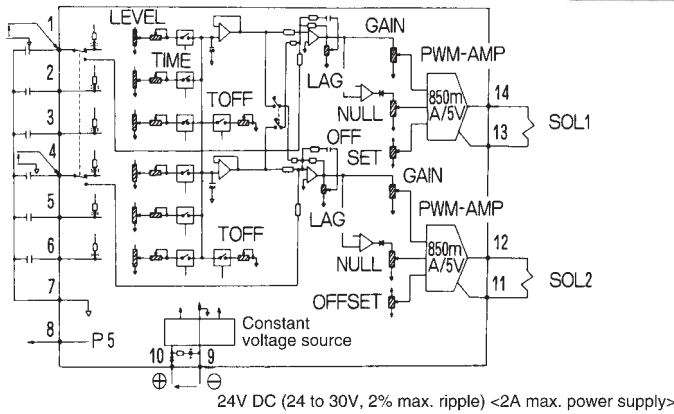 LEVEL
GAIN
1
TIME
PWM-AMP
2
LAG
TOFF
850m
A/5V
14
NULL
3
13
SOL1
OFF
SET
4
GAIN
LAG
PWM-AMP
5
TOFF
850m
A/5V
12
6
NULL
11
SOL2
7
OFFSET
8
P5
Constant
voltage source
10
9
⊕
⊖
24V DC (24 to 30V, 2% max. ripple) <2A max. power supply>